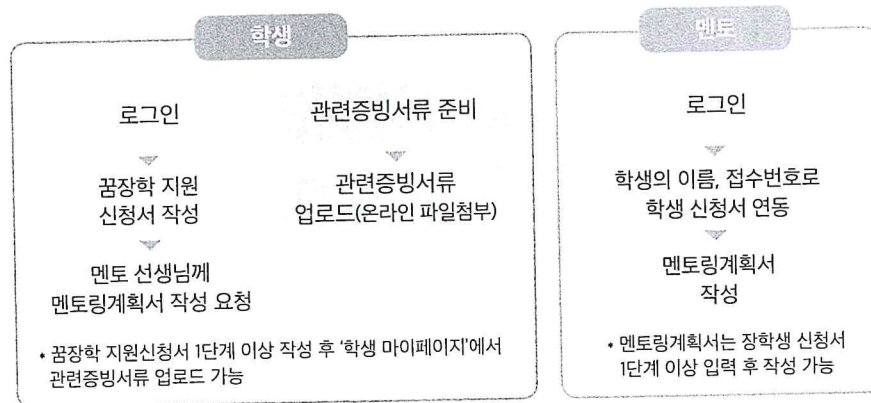 학생
로그인
꿈장학 지원
신청서 작성
멘토 선생님께
멘토링계획서 작성 요청
관련증빙서류 준비
관련증빙서류
업로드(온라인 파일첨부)
* 꿈장학 지원신청서 1단계 이상 작성 후 '학생 마이페이지'에서
관련증빙서류 업로드 가능
멘토
로그인
학생의 이름, 접수번호로
학생 신청서 연동
멘토링계획서
작성
* 멘토링계획서는 장학생 신청서
1단계 이상 입력 후 작성 가능